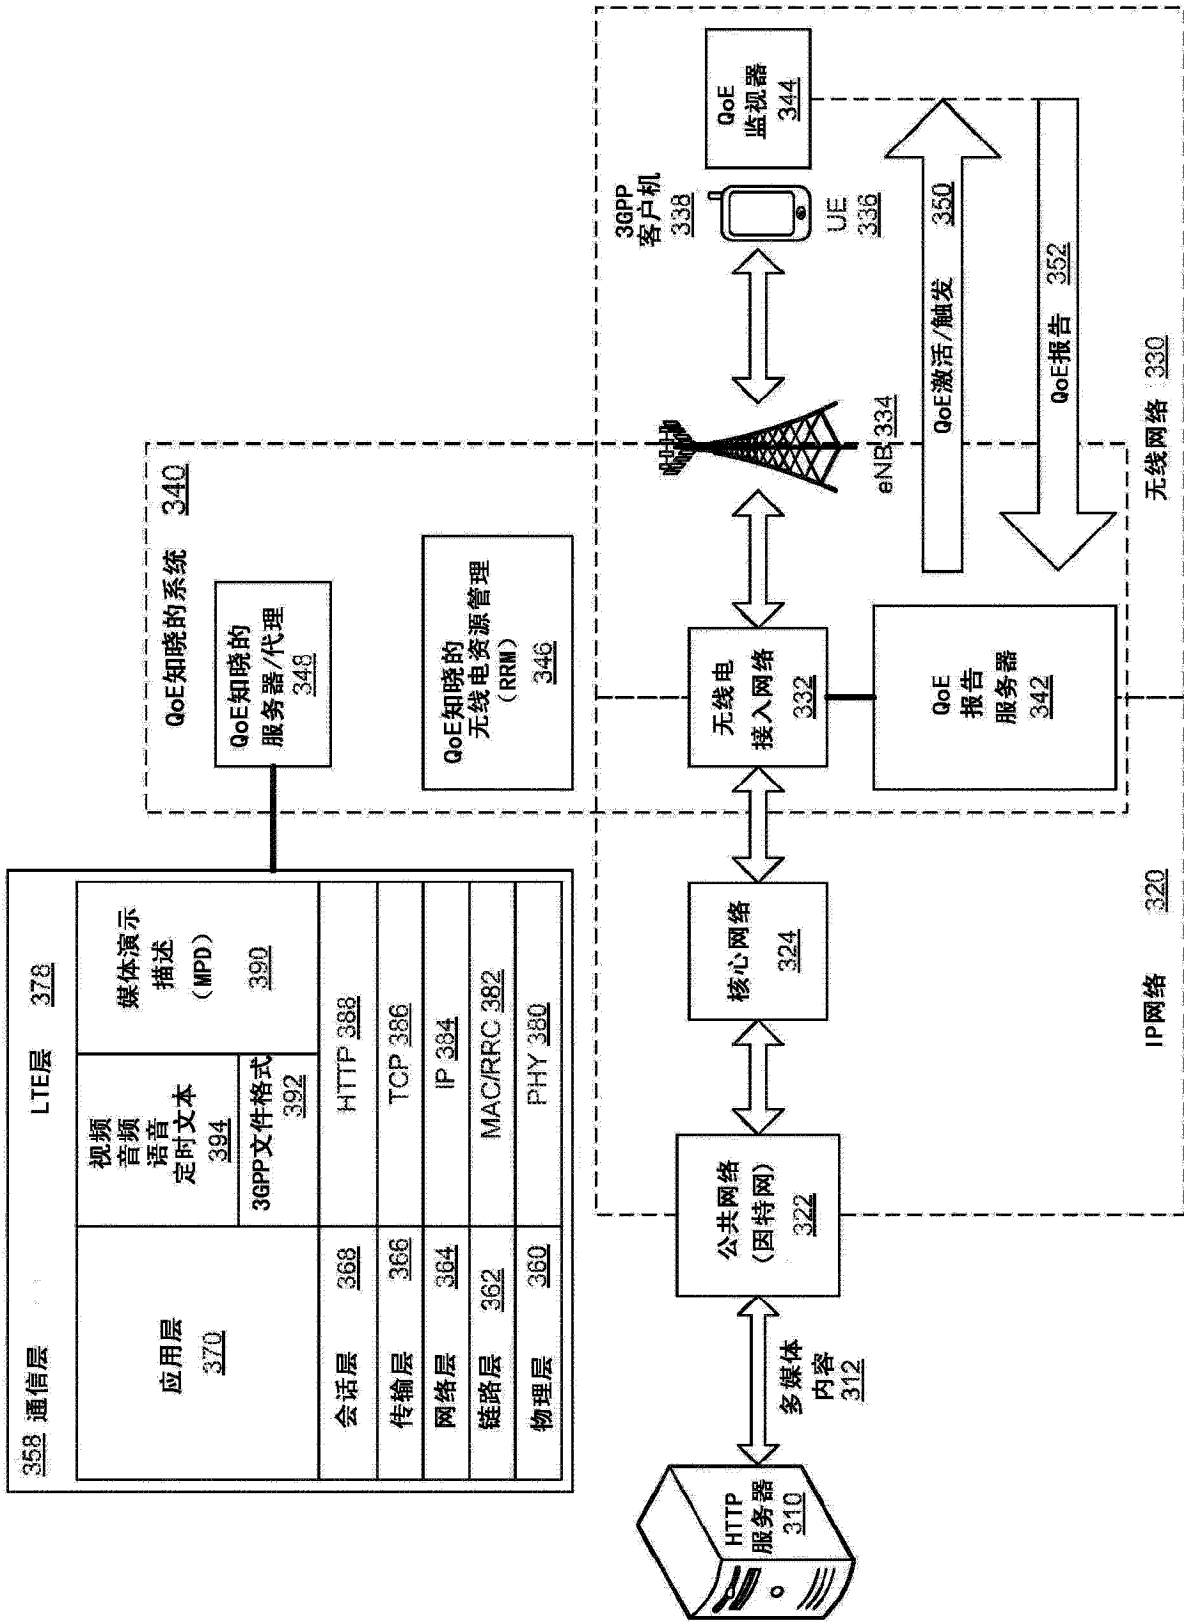 358 通信层
LTE层 378
应用层
370
视频
音频
语音
定时文本
394
3GPP文件格式
392
媒体演示
描述
(MPD)
390
会话层 368
HTTP 388
传输层 366
TCP 386
网络层 364
IP 384
链路层 362
MAC/RRC 382
物理层 360
PHY 380
QoE知晓的系统 340
QoE知晓的
服务器/代理
348
QoE知晓的
无线电资源管理
(RRM)
346
HTTP
服务器
310
多媒体
内容
312
公共网络
(因特网)
322
核心网络
324
无线电
接入网络
332
eNB 334
3GPP
客户机
338
UE
336
QoE
监视器
344
QoE
报告
服务器
342
QoE激活/触发 350
QoE报告 352
IP网络 320
无线网络 330